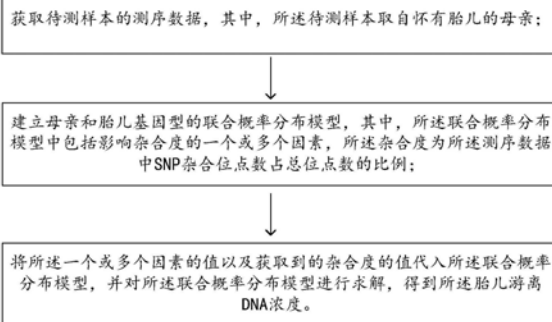 获取待测样本的测序数据，其中，所述待测样本取自怀有胎儿的母亲；
建立母亲和胎儿基因型的联合概率分布模型，其中，所述联合概率分布
模型中包括影响杂合度的一个或多个因素，所述杂合度为所述测序数据
中SNP杂合位点数占总位点数的比例；
将所述一个或多个因素的值以及获取到的杂合度的值代入所述联合概率
分布模型，并对所述联合概率分布模型进行求解，得到所述胎儿游离
DNA浓度。